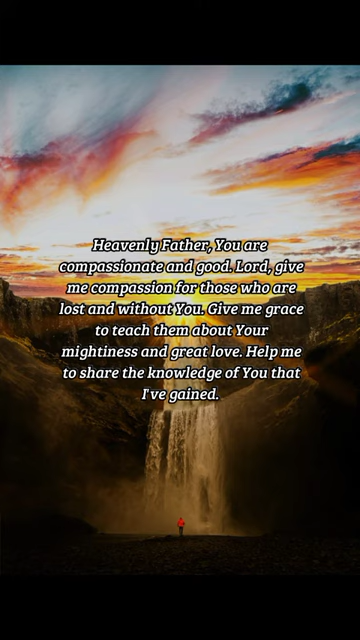 Heavenly Father, You are
compassionate and good. Lord, give
me compassion for those who are
lost and without You. Give me grace
to teach them about Your
mightiness and great love. Help me
to share the knowledge of You that
I've gained.